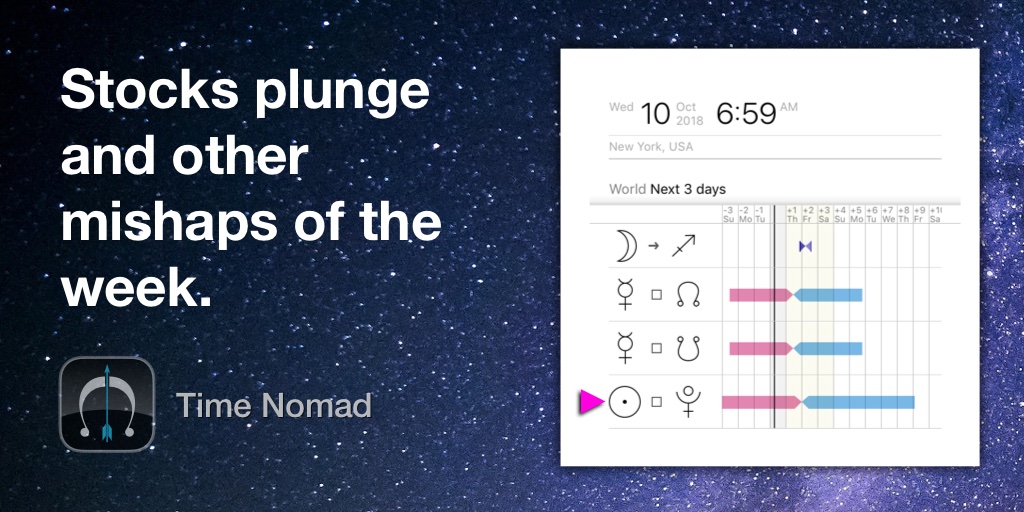 Stocks plunge
and other
mishaps of the
week.
Time Nomad
Wed 10 Oct 2018 6:59 AM
New York, USA
World Next 3 days
-3 -2 -1 +1 +2 +3 +4 +5 +6 +7 +8 +9
Su Mo Tu Th Fr Sa Su Mo Tu We Th Fr